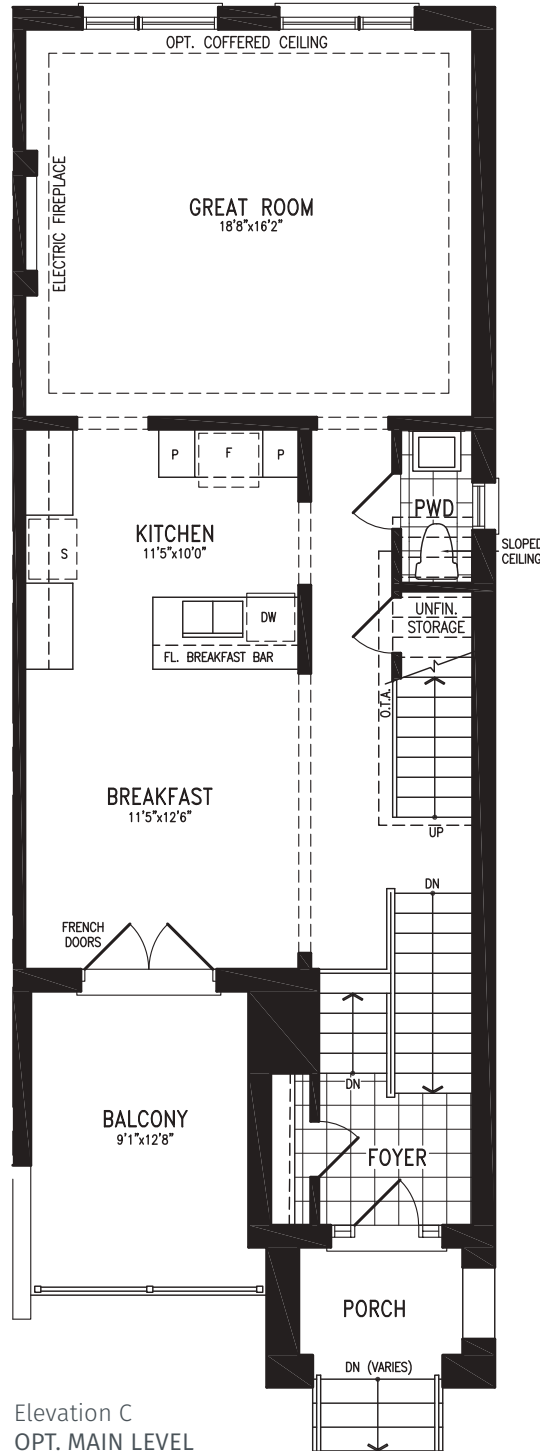 OPT. COFFERED CEILING
ELECTRIC FIREPLACE
GREAT ROOM
18'8"x16'2"
P
F
P
PWD
KITCHEN
11'5"x10'0"
S
SLOPED
CEILING
DW
FL. BREAKFAST BAR
UNFIN.
STORAGE
O.T.A.
BREAKFAST
11'5"x12'6"
UP
DN
FRENCH
DOORS
DN
BALCONY
9'1"x12'8"
FOYER
PORCH
DN (VARIES)
Elevation C
OPT. MAIN LEVEL